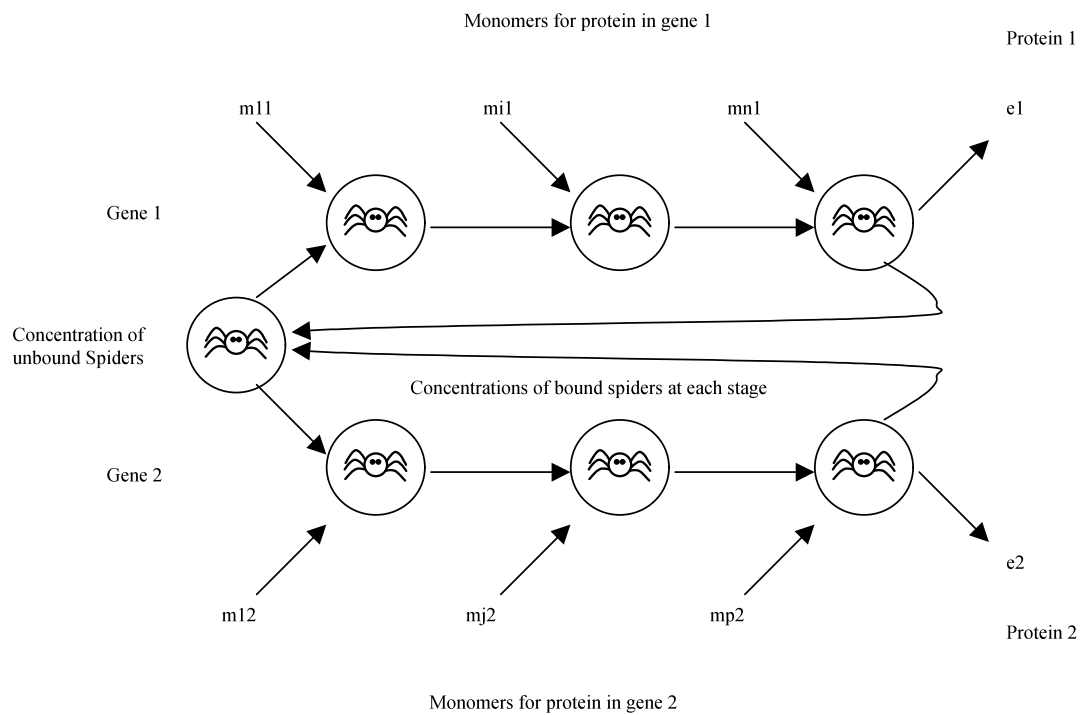 Monomers for protein in gene 1
Protein 1
m11
mi1
mn1
e1
Gene 1
Concentration of
unbound Spiders
Concentrations of bound spiders at each stage
Gene 2
e2
m12
mj2
mp2
Protein 2
Monomers for protein in gene 2